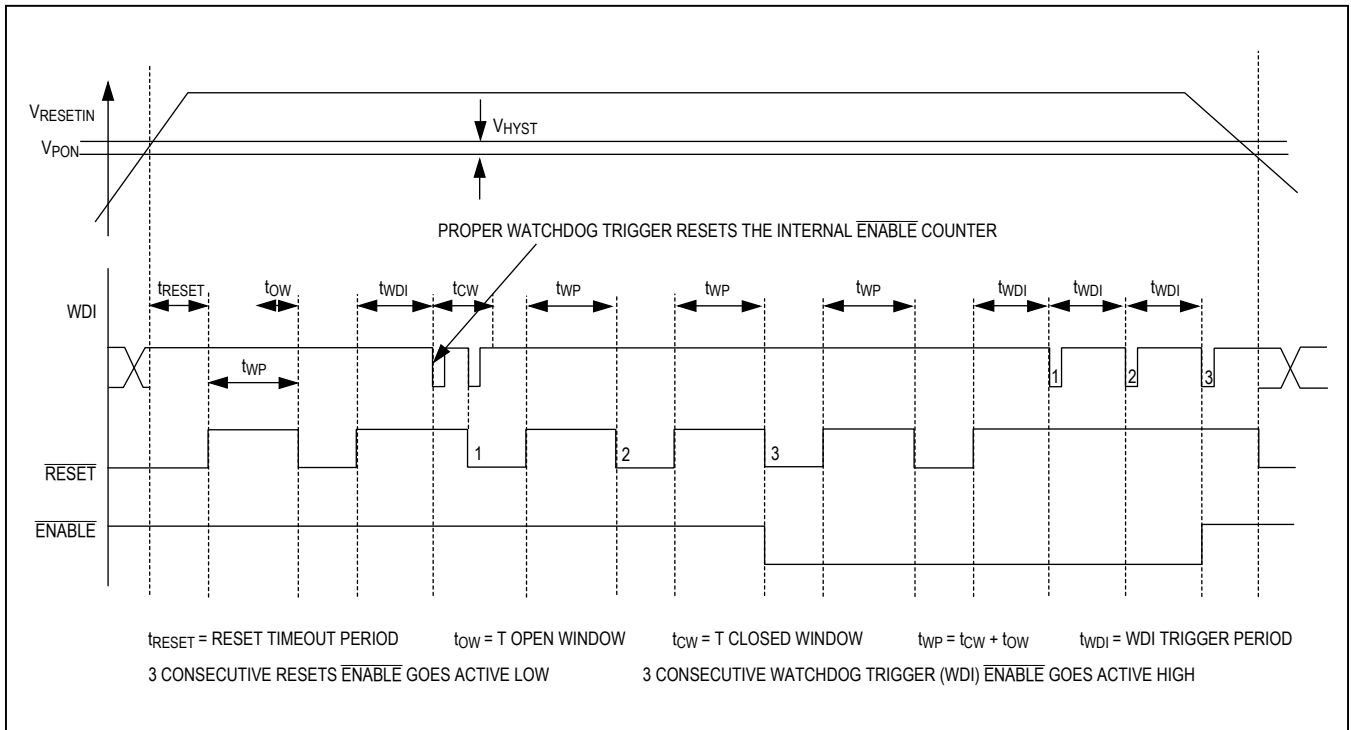 VRESETIN
VHYST
VPON
PROPER WATCHDOG TRIGGER RESETS THE INTERNAL ENABLE COUNTER
tRESET tOW tWDI tCW tWP tWP tWP tWDI tWDI tWDI
WDI
tWP
1 2 3
1 2 3
RESET
ENABLE
tRESET = RESET TIMEOUT PERIOD tOW = T OPEN WINDOW tCW = T CLOSED WINDOW tWP = tCW + tOW tWDI = WDI TRIGGER PERIOD
3 CONSECUTIVE RESETS ENABLE GOES ACTIVE LOW 3 CONSECUTIVE WATCHDOG TRIGGER (WDI) ENABLE GOES ACTIVE HIGH